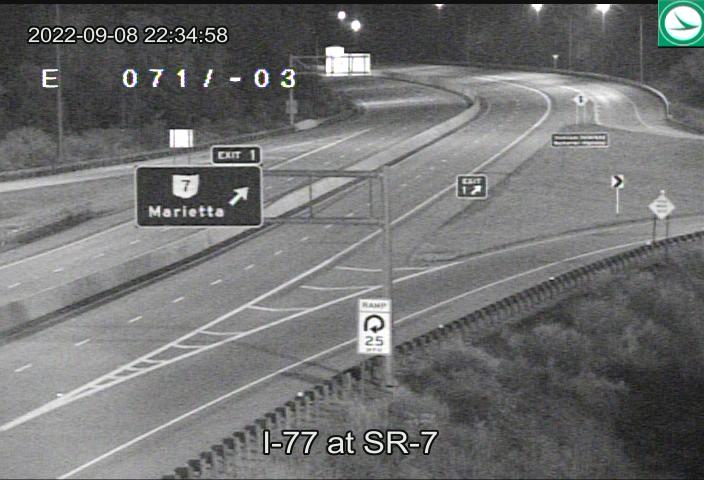 2022-09-08 22:34:58
E 071/-03
EXIT 1
7
Marietta
EXIT
1
RAMP
25
MPH
I-77 at SR-7